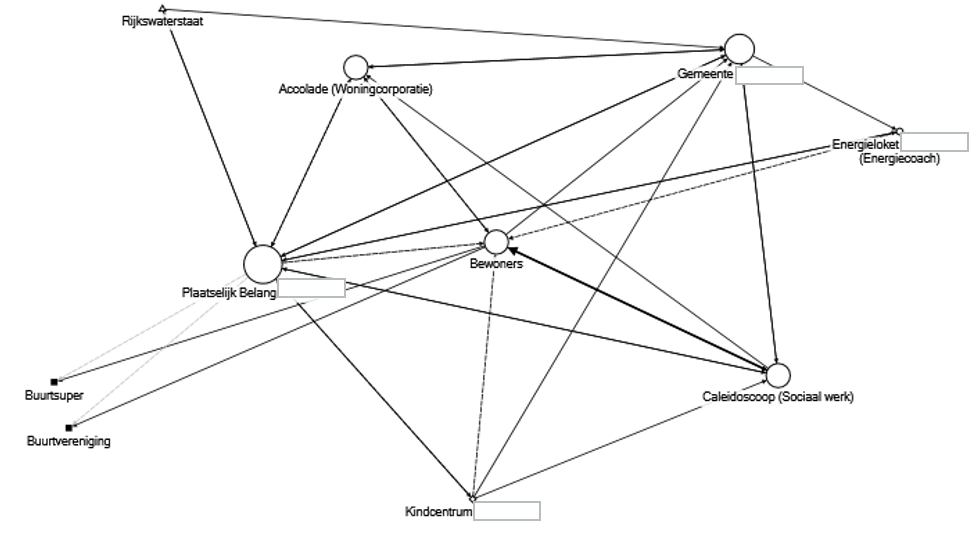 Rijkswaterstaat
Gemeente
Accolade (Woningcorporatie)
Energieloket
(Energiecoach)
Bewoners
Plaatselijk Belang
Buurtsuper
Caleidoscoop (Sociaal werk)
Buurtvereniging
Kindcentrum